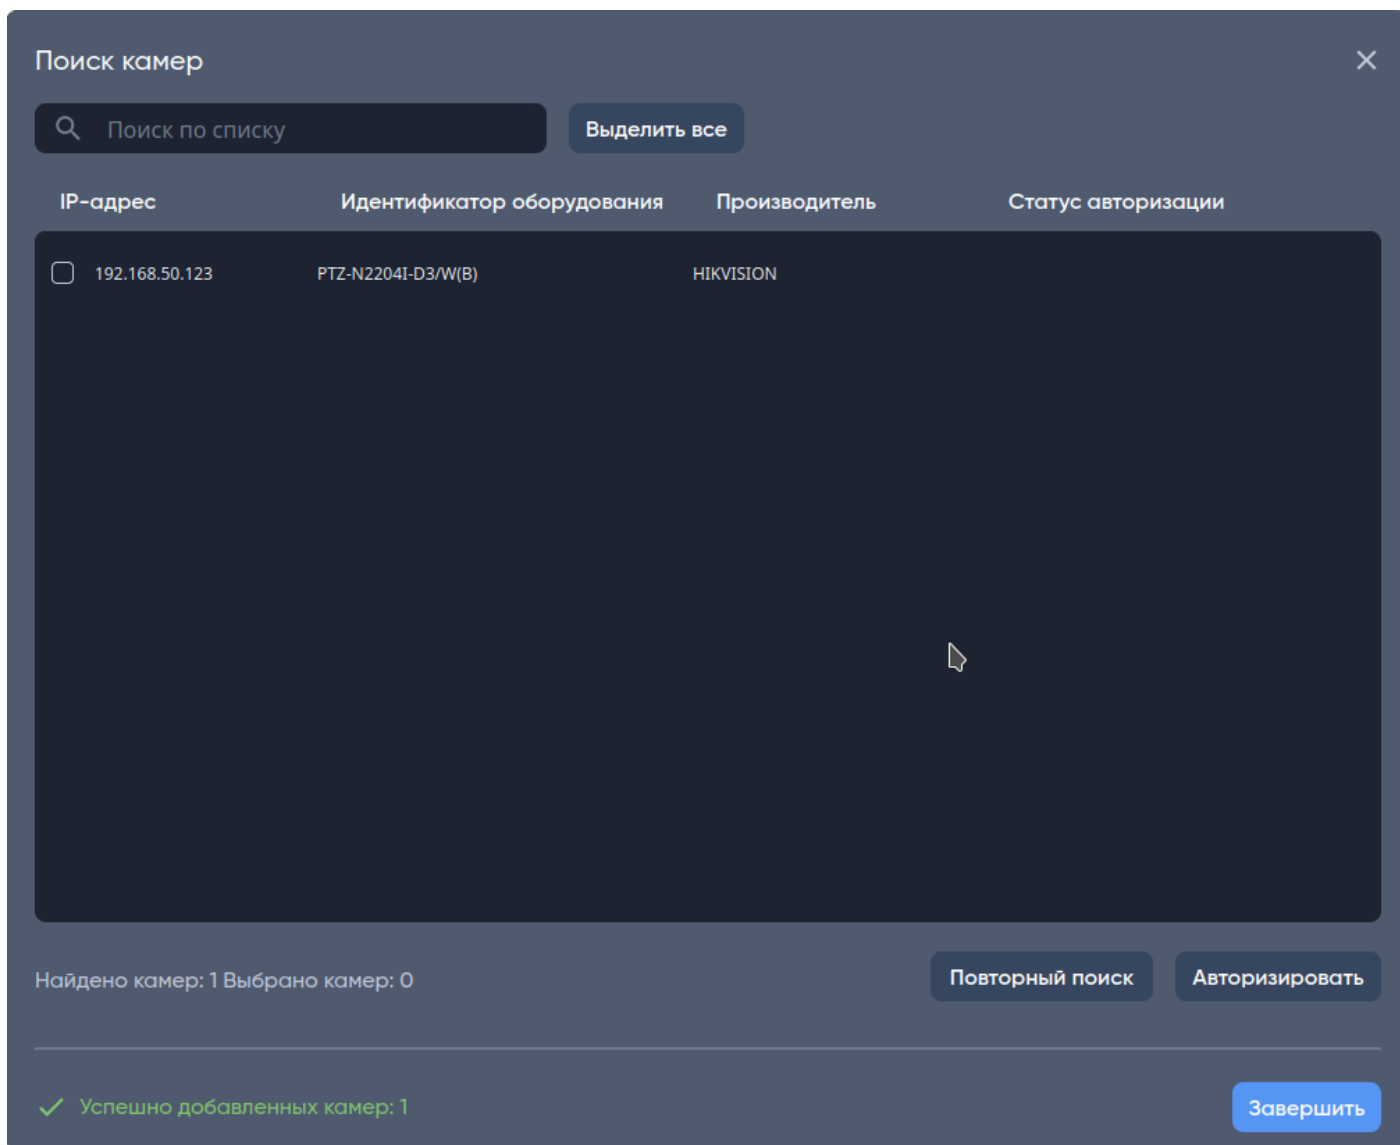 Поиск камер
Поиск по списку
Выделить все
IP-адрес Идентификатор оборудования Производитель Статус авторизации
192.168.50.123 PTZ-N2204I-D3/W(B) HIKVISION
Найдено камер: 1 Выбрано камер: 0
Повторный поиск
Авторизировать
Успешно добавленных камер: 1
Завершить